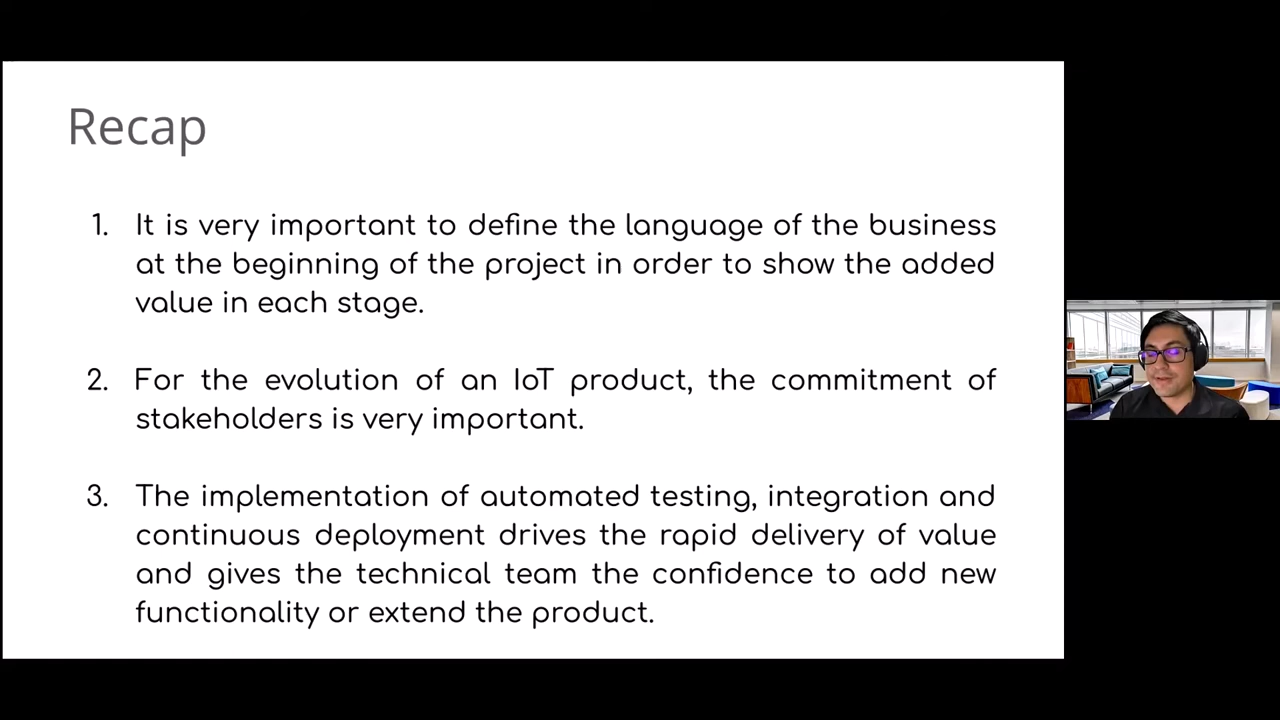 Recap
1. It is very important to define the language of the business
at the beginning of the project in order to show the added
value in each stage.
2. For the evolution of an IoT product, the commitment of
stakeholders is very important.
3. The implementation of automated testing, integration and
continuous deployment drives the rapid delivery of value
and gives the technical team the confidence to add new
functionality or extend the product.